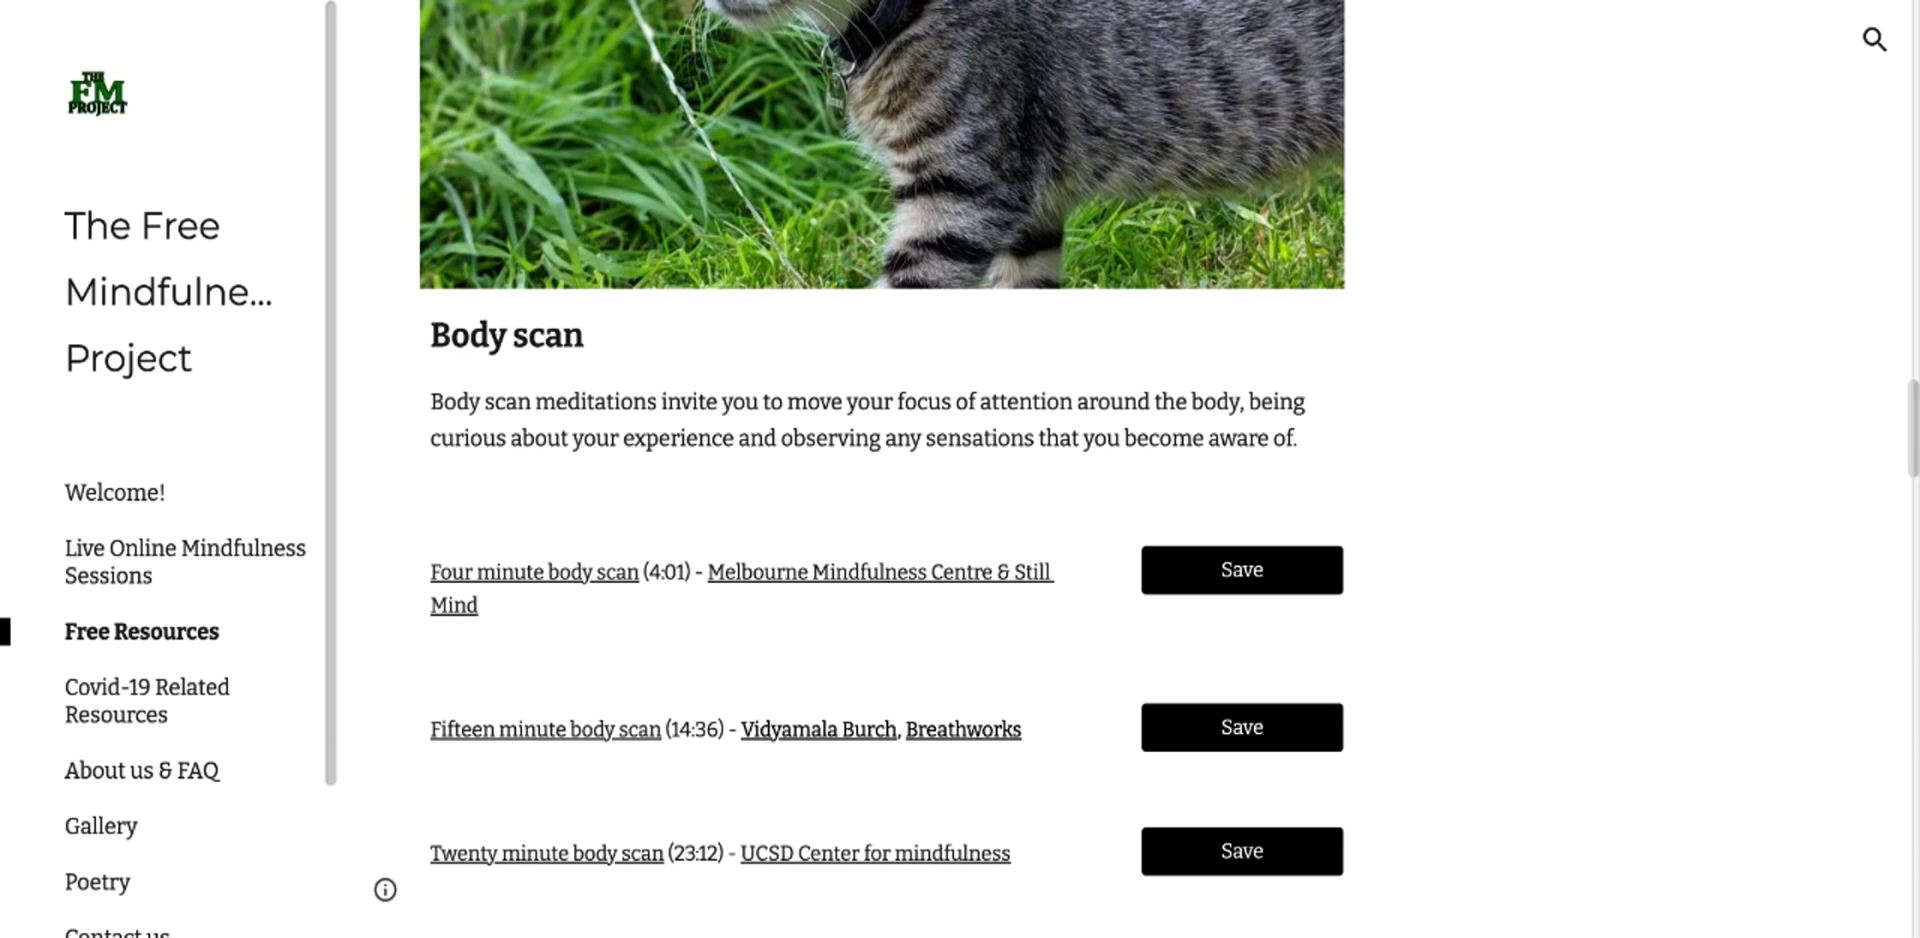 THE
FM
PROJECT
The Free
Mindfulne...
Project
Welcome!
Live Online Mindfulness
Sessions
Free Resources
Covid-19 Related
Resources
About us & FAQ
Gallery
Poetry
Contact us
Body scan
Body scan meditations invite you to move your focus of attention around the body, being
curious about your experience and observing any sensations that you become aware of.
Four minute body scan (4:01) - Melbourne Mindfulness Centre & Still
Mind
Save
Fifteen minute body scan (14:36) - Vidyamala Burch, Breathworks
Save
Twenty minute body scan (23:12) - UCSD Center for mindfulness
Save